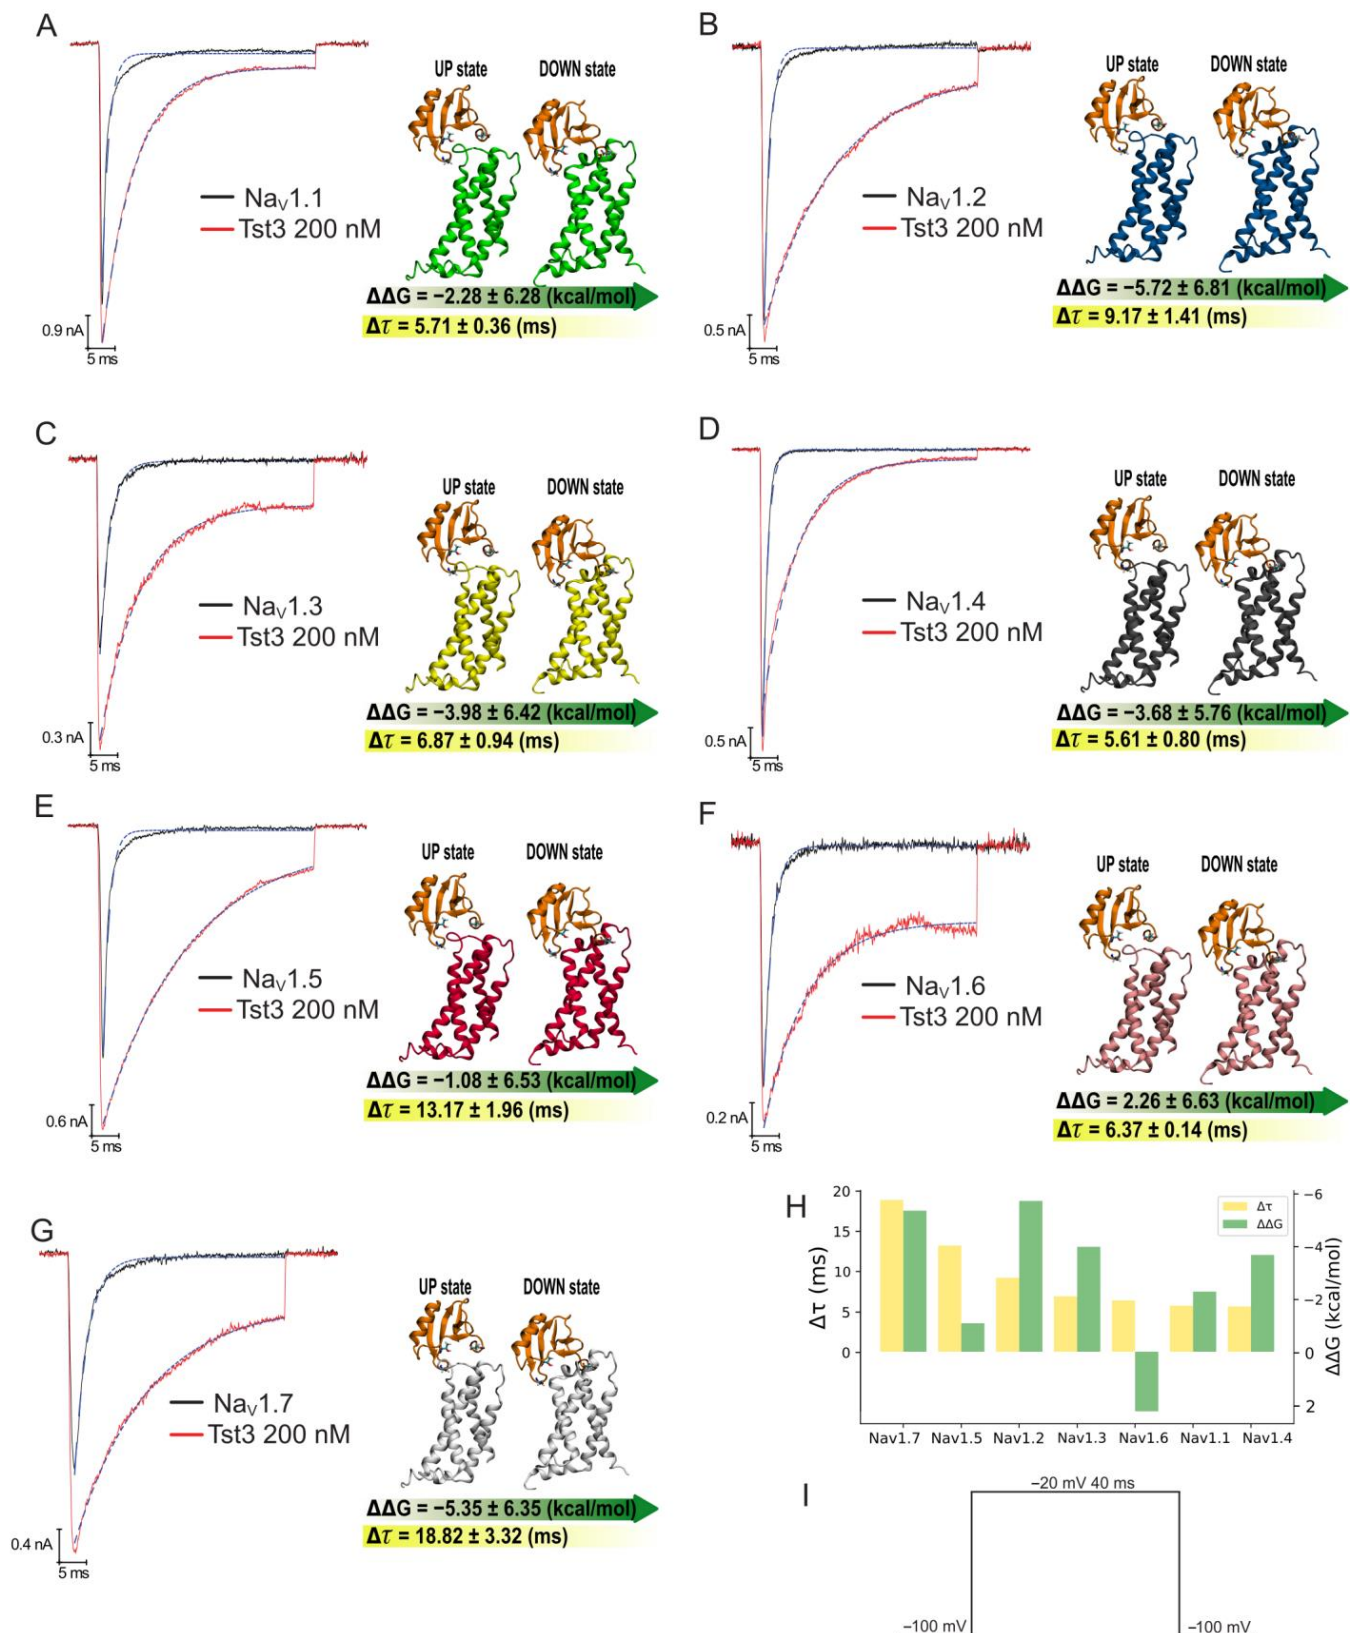 A
UP state
DOWN state
Naᵥ1.1
Tst3 200 nM
0.9 nA
5 ms
ΔΔG = −2.28 ± 6.28 (kcal/mol)
Δτ = 5.71 ± 0.36 (ms)
B
UP state
DOWN state
Naᵥ1.2
Tst3 200 nM
0.5 nA
5 ms
ΔΔG = −5.72 ± 6.81 (kcal/mol)
Δτ = 9.17 ± 1.41 (ms)
C
UP state
DOWN state
Naᵥ1.3
Tst3 200 nM
0.3 nA
5 ms
ΔΔG = −3.98 ± 6.42 (kcal/mol)
Δτ = 6.87 ± 0.94 (ms)
D
UP state
DOWN state
Naᵥ1.4
Tst3 200 nM
0.5 nA
5 ms
ΔΔG = −3.68 ± 5.76 (kcal/mol)
Δτ = 5.61 ± 0.80 (ms)
E
UP state
DOWN state
Naᵥ1.5
Tst3 200 nM
0.6 nA
5 ms
ΔΔG = −1.08 ± 6.53 (kcal/mol)
Δτ = 13.17 ± 1.96 (ms)
F
UP state
DOWN state
Naᵥ1.6
Tst3 200 nM
0.2 nA
5 ms
ΔΔG = 2.26 ± 6.63 (kcal/mol)
Δτ = 6.37 ± 0.14 (ms)
G
UP state
DOWN state
Naᵥ1.7
Tst3 200 nM
0.4 nA
5 ms
ΔΔG = −5.35 ± 6.35 (kcal/mol)
Δτ = 18.82 ± 3.32 (ms)
H
Δτ (ms)
20
15
10
5
0
Δτ
ΔΔG
−6
−4
−2
0
2
ΔΔG (kcal/mol)
Nav1.7 Nav1.5 Nav1.2 Nav1.3 Nav1.6 Nav1.1 Nav1.4
I
−20 mV 40 ms
−100 mV
−100 mV